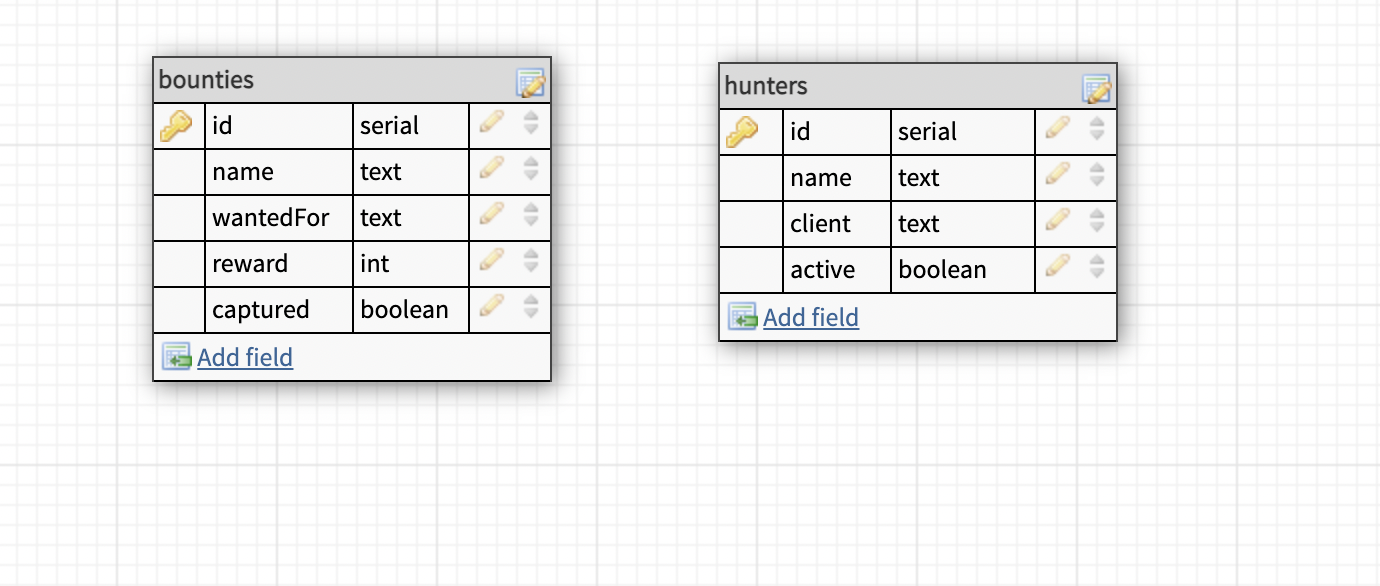 bounties
id serial
name text
wantedFor text
reward int
captured boolean
Add field
hunters
id serial
name text
client text
active boolean
Add field